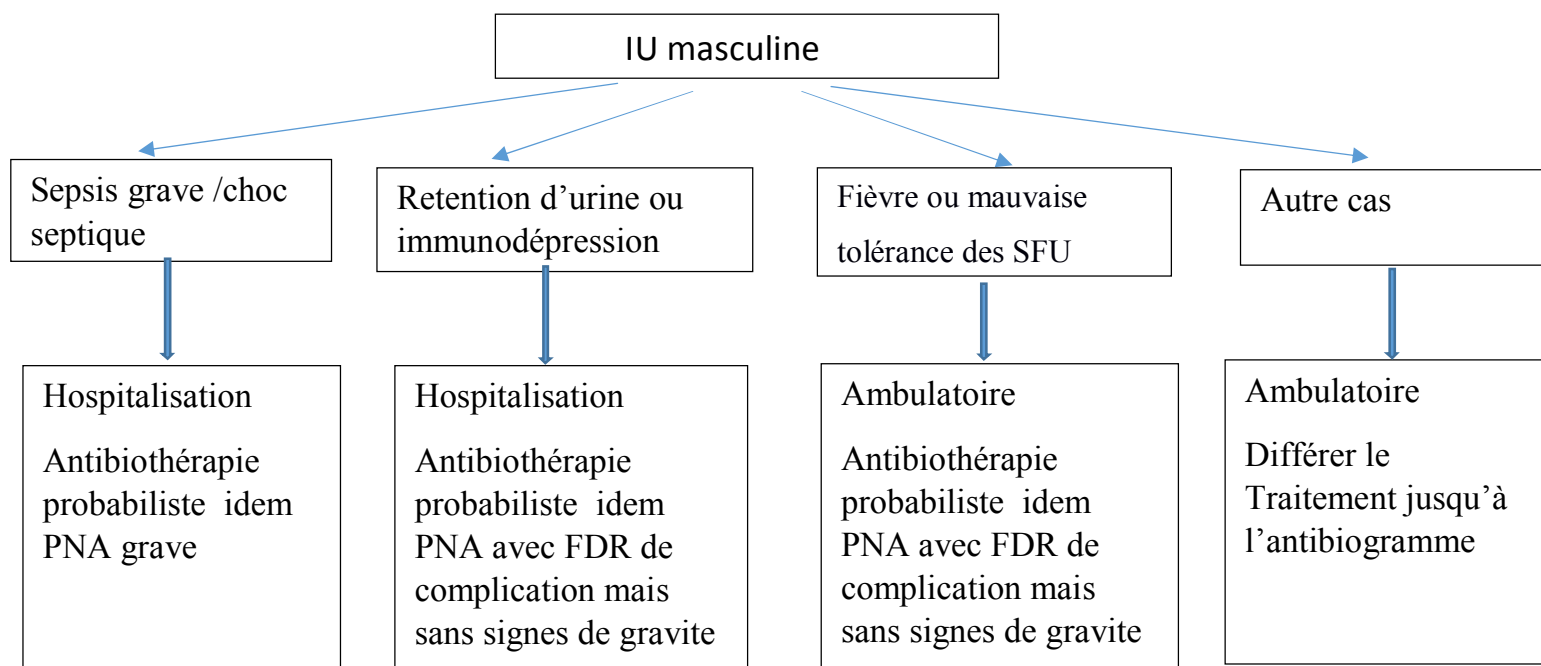 IU masculine
Sepsis grave /choc
septique
Retention d’urine ou
immunodépression
Fièvre ou mauvaise
tolérance des SFU
Autre cas
Hospitalisation
Antibiothérapie
probabiliste idem
PNA grave
Hospitalisation
Antibiothérapie
probabiliste idem
PNA avec FDR de
complication mais
sans signes de gravite
Ambulatoire
Antibiothérapie
probabiliste idem
PNA avec FDR de
complication mais
sans signes de gravite
Ambulatoire
Différer le
Traitement jusqu’à
l’antibiogramme